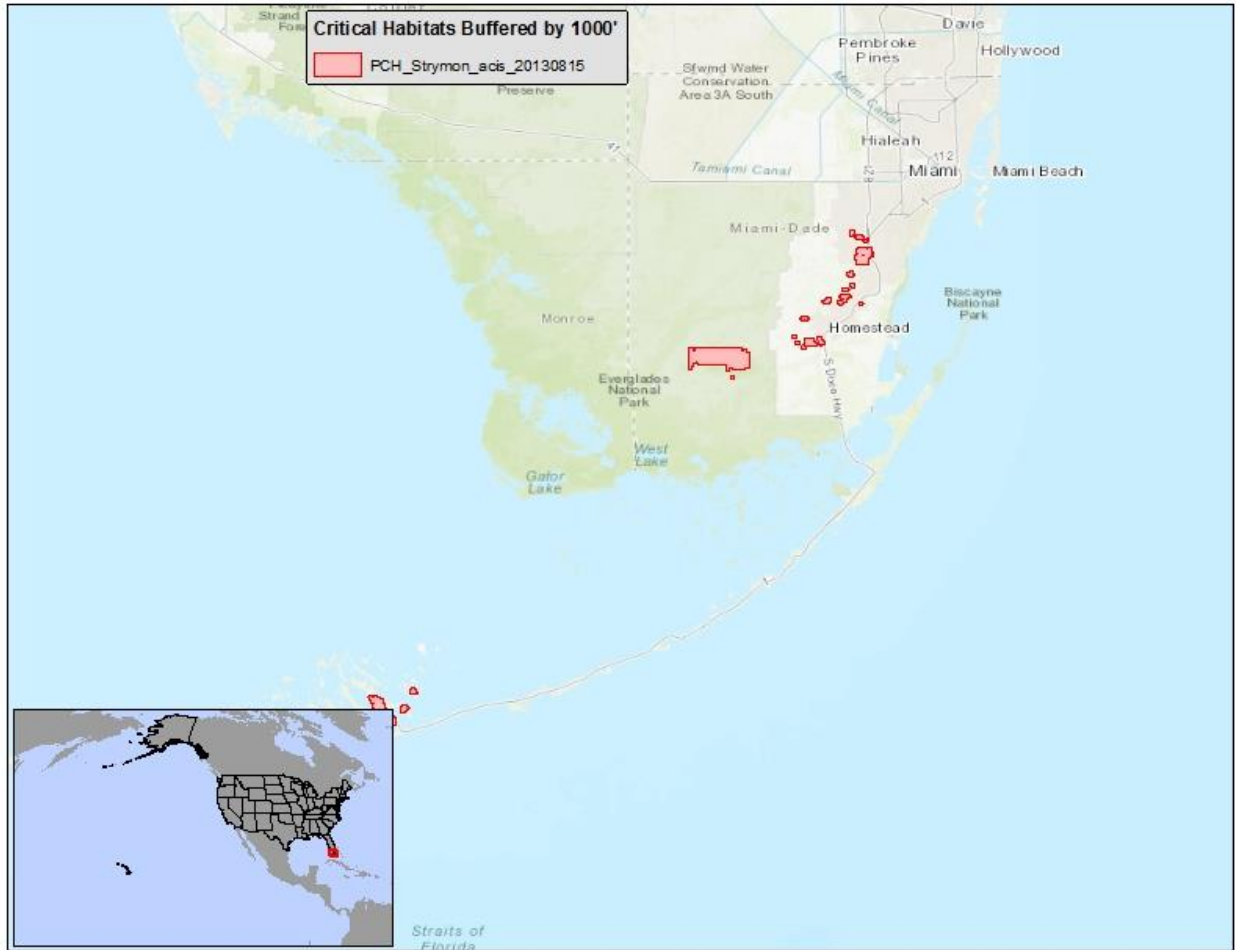 Strand
Critical Habitats Buffered by 1000'
PCH_Strymon_acis_20130815
Preserve
Davie
Pembroke
Pines
Hollywood
Sfwmd Water
Conservation
Area 3A South
Miami Canal
Hialeah
112
41
Tamiami Canal
Miami
Miami Beach
1
Miami-Dade
Biscayne
National
Park
Monroe
Homestead
S Dixie Hwy
Everglades
National
Park
West
Lake
Gator
Lake
1
Straits of
Florida